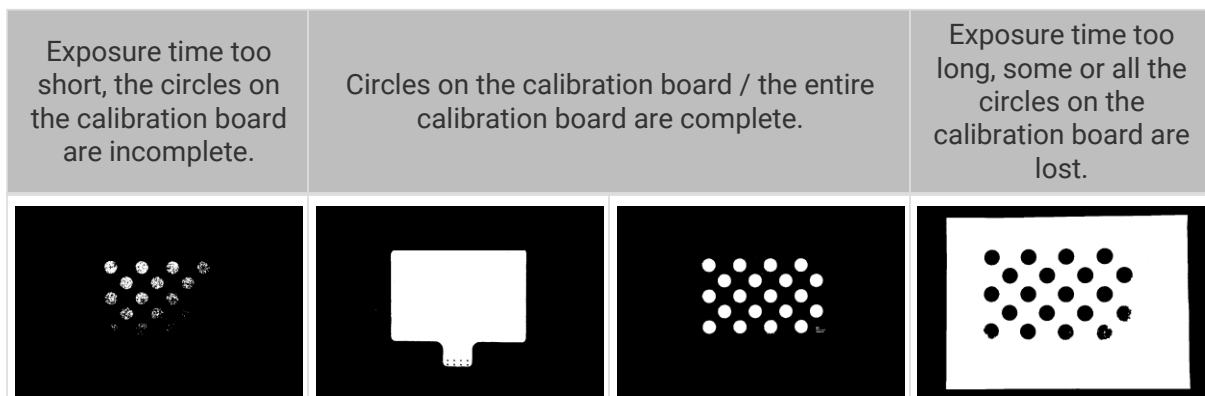 Exposure time too
short, the circles on
the calibration board
are incomplete.
Circles on the calibration board / the entire
calibration board are complete.
Exposure time too
long, some or all the
circles on the
calibration board are
lost.